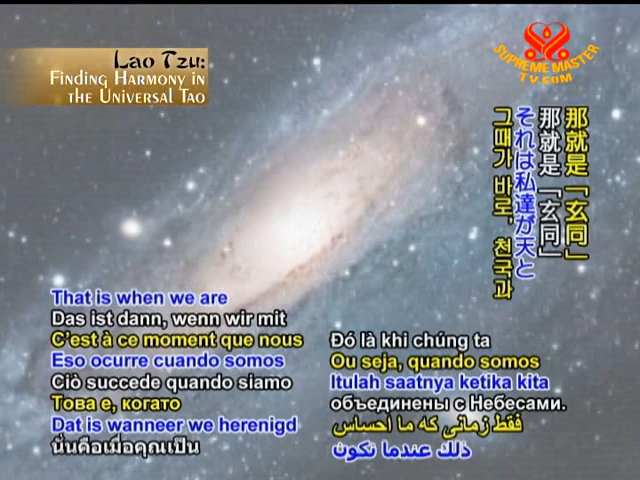 Lao Tzu:
Finding Harmony in
the Universal Tao
SUPREME MASTER
TV.COM
那就是「玄同」
那就是「玄同」
それは私達が天と
그때가 바로, 천국과
That is when we are
Das ist dann, wenn wir mit
C'est à ce moment que nous
Eso ocurre cuando somos
Ciò succede quando siamo
Това е, когато
Dat is wanneer we herenigd
นั่นคือเมื่อคุณเป็น
Đó là khi chúng ta
Ou seja, quando somos
Itulah saatnya ketika kita
объединены с Небесами.
فقط زمانی که ما احساس
ذلك عندما نكون